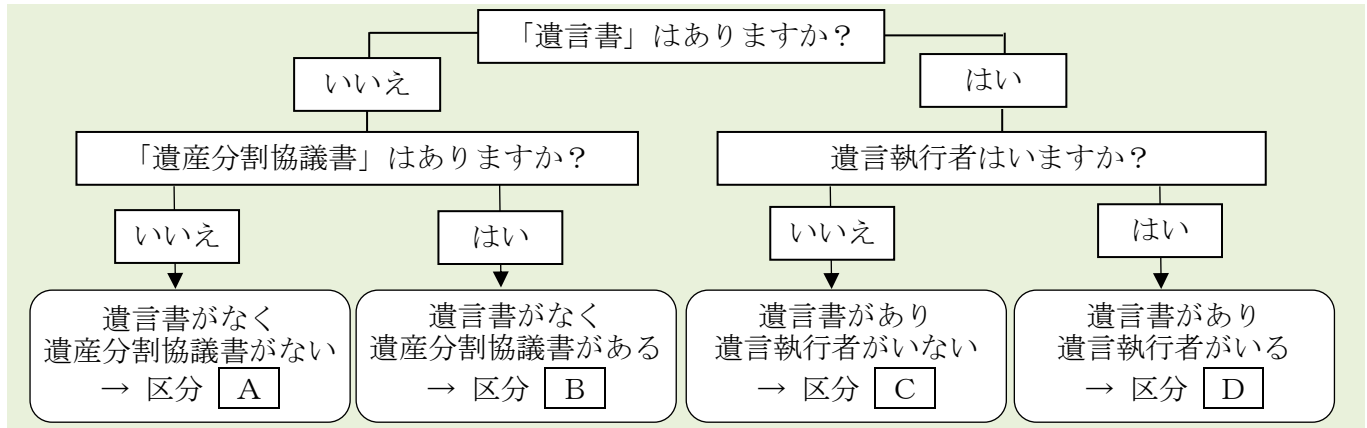 「遺言書」はありますか？
いいえ
はい
「遺産分割協議書」はありますか？
遺言執行者はいますか？
いいえ
はい
いいえ
はい
遺言書がなく
遺産分割協議書がない
→ 区分 A
遺言書がなく
遺産分割協議書がある
→ 区分 B
遺言書があり
遺言執行者がいない
→ 区分 C
遺言書があり
遺言執行者がいる
→ 区分 D